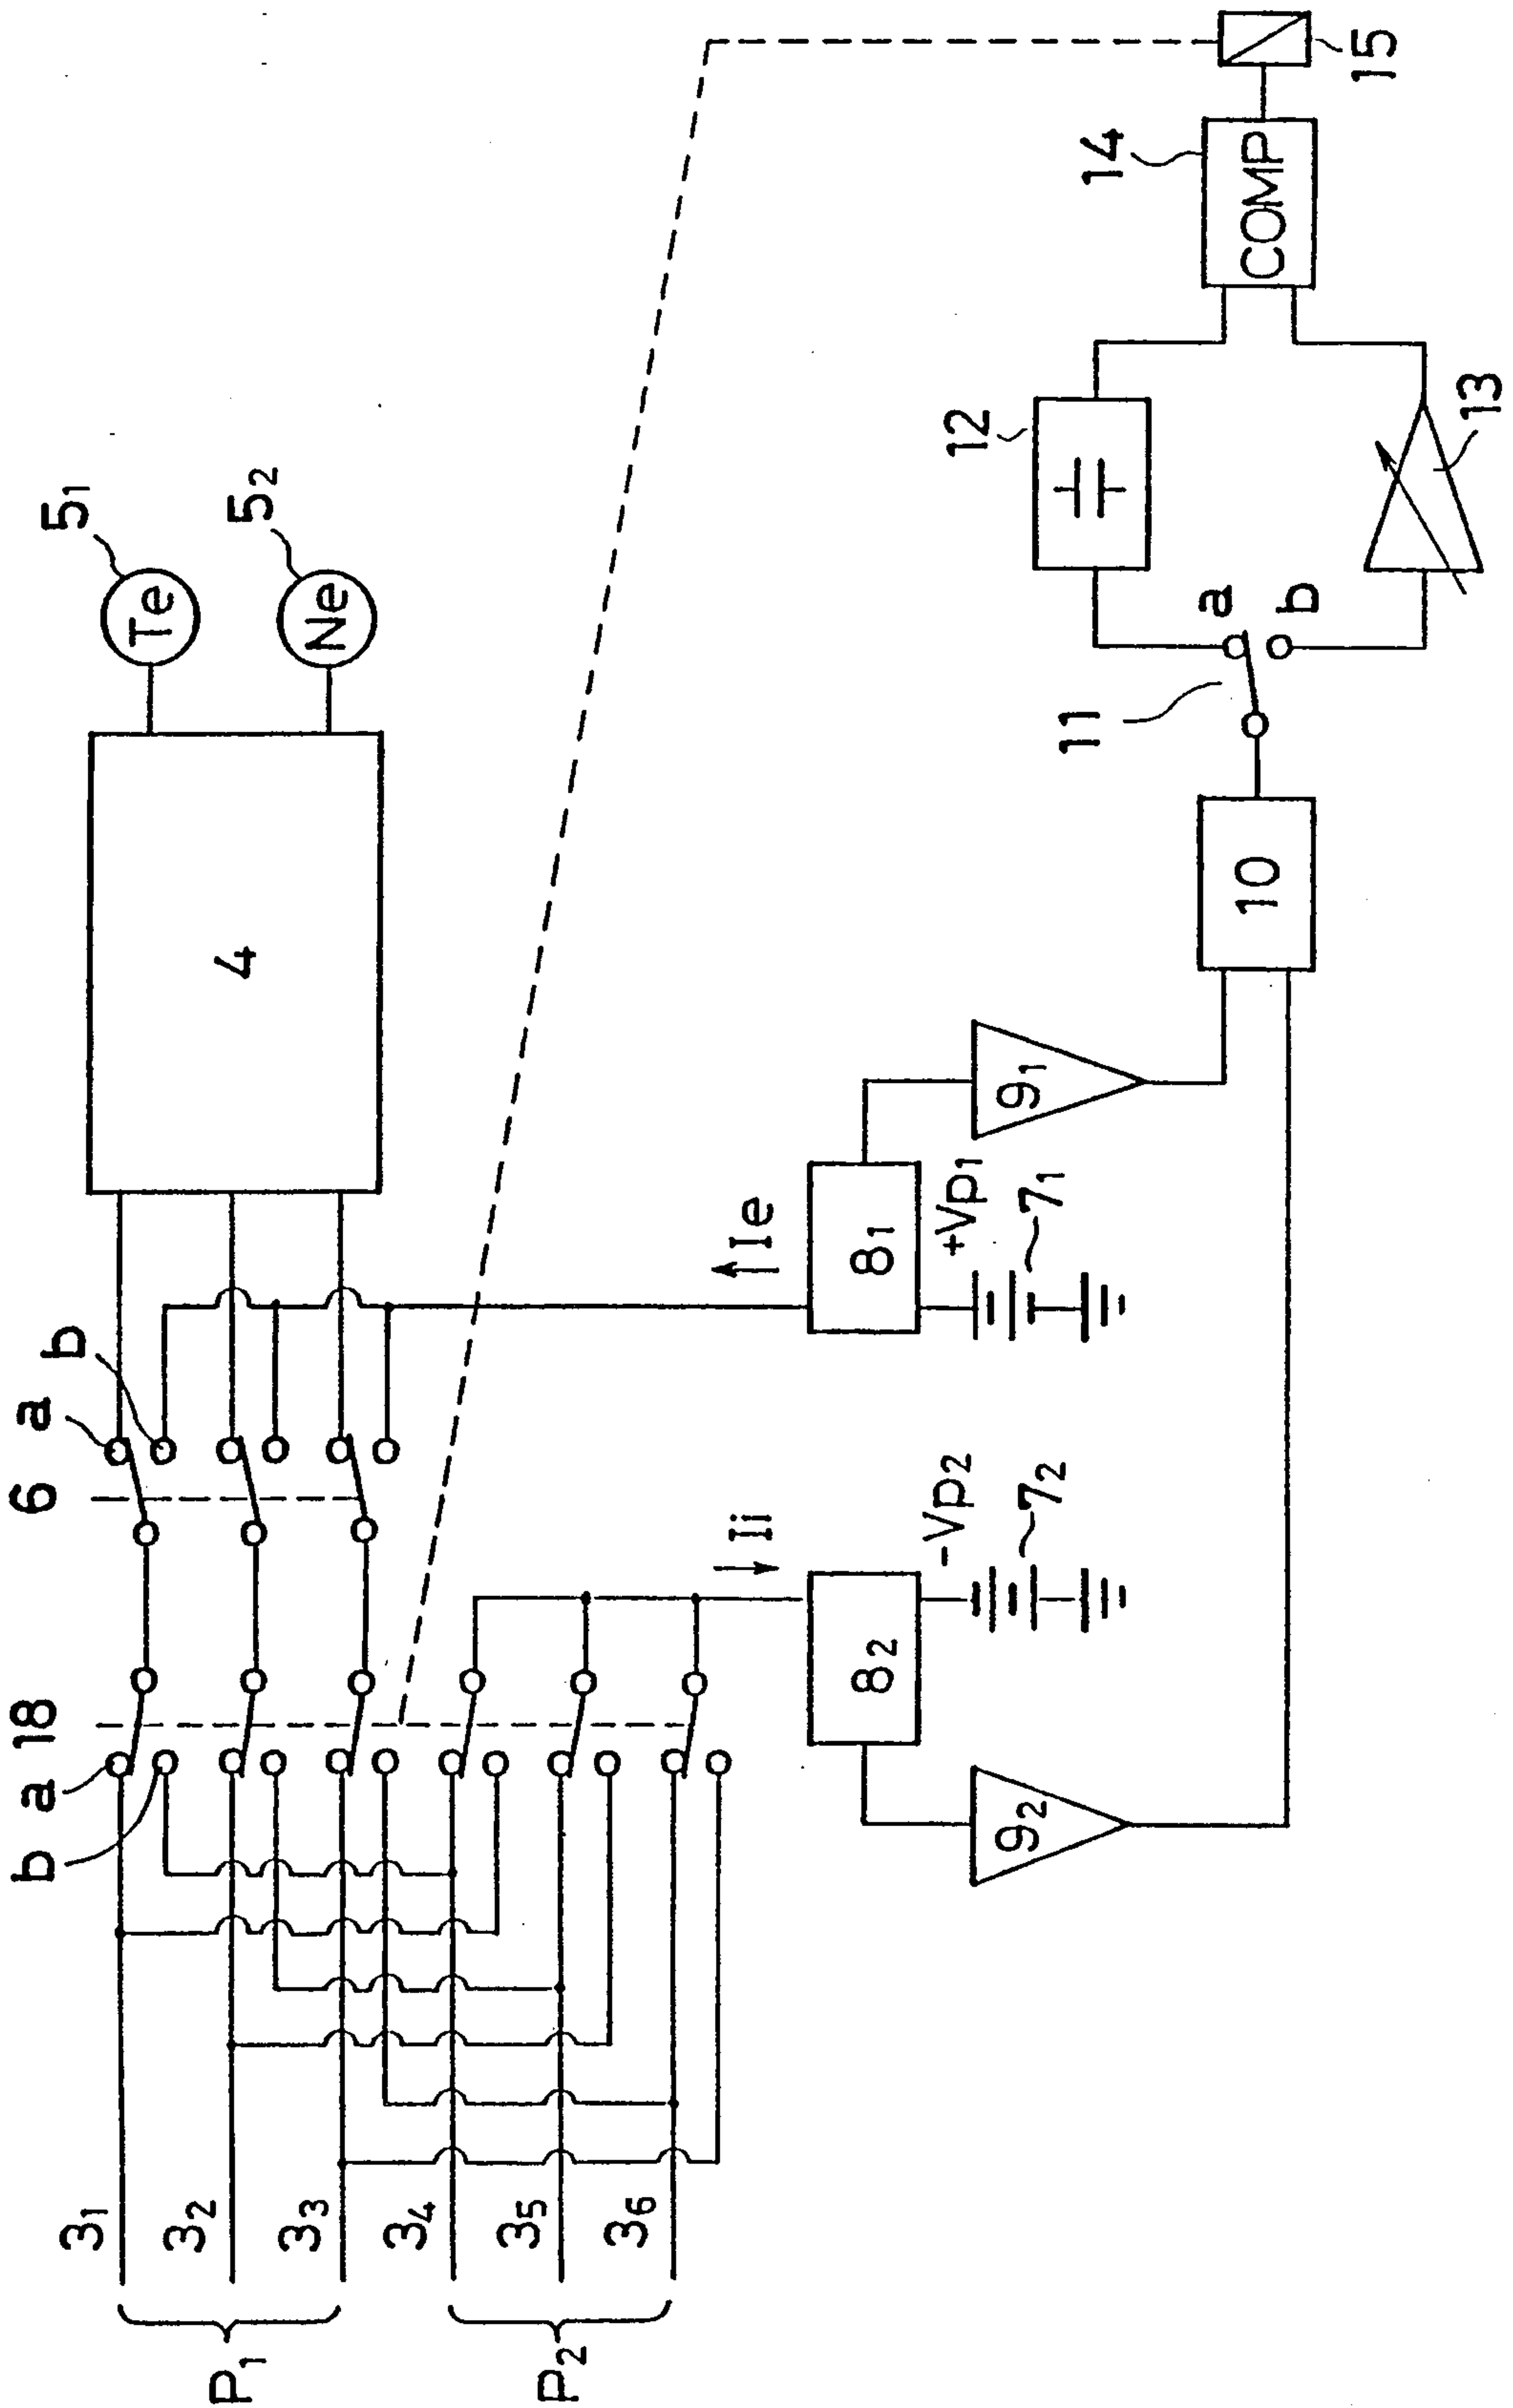 5₁
Te
5₂
Ne
4
6
a
b
18
a
b
3₁
3₂
3₃
3₄
3₅
3₆
P₁
P₂
Ie
Ii
8₁
+Vp₁
7₁
9₁
8₂
-Vp₂
7₂
9₂
10
11
a
b
12
13
14
COMP
15